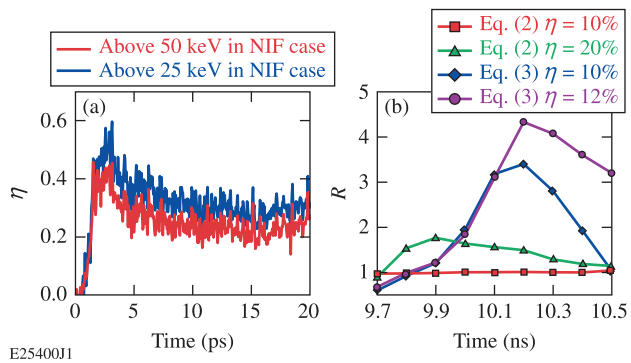 Above 50 keV in NIF case
Above 25 keV in NIF case
Eq. (2) η = 10%
Eq. (2) η = 20%
Eq. (3) η = 10%
Eq. (3) η = 12%
(a)
0.6
0.4
0.2
0.0
η
0 5 10 15 20
Time (ps)
(b)
5
4
3
2
1
R
9.7 9.9 10.1 10.3 10.5
Time (ns)
E25400J1